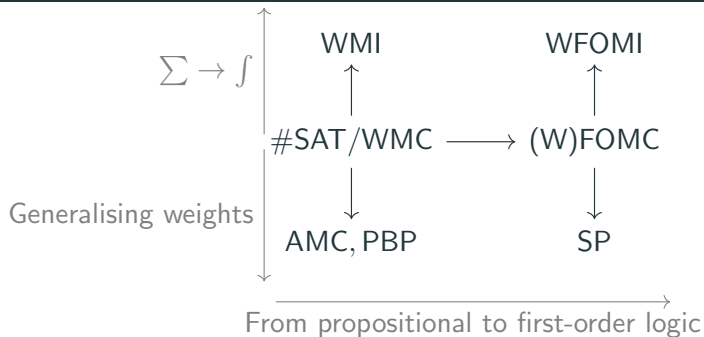 WMI WFOMI
∑ → ∫
#SAT/WMC (W)FOMC
Generalising weights
AMC, PBP SP
From propositional to first-order logic